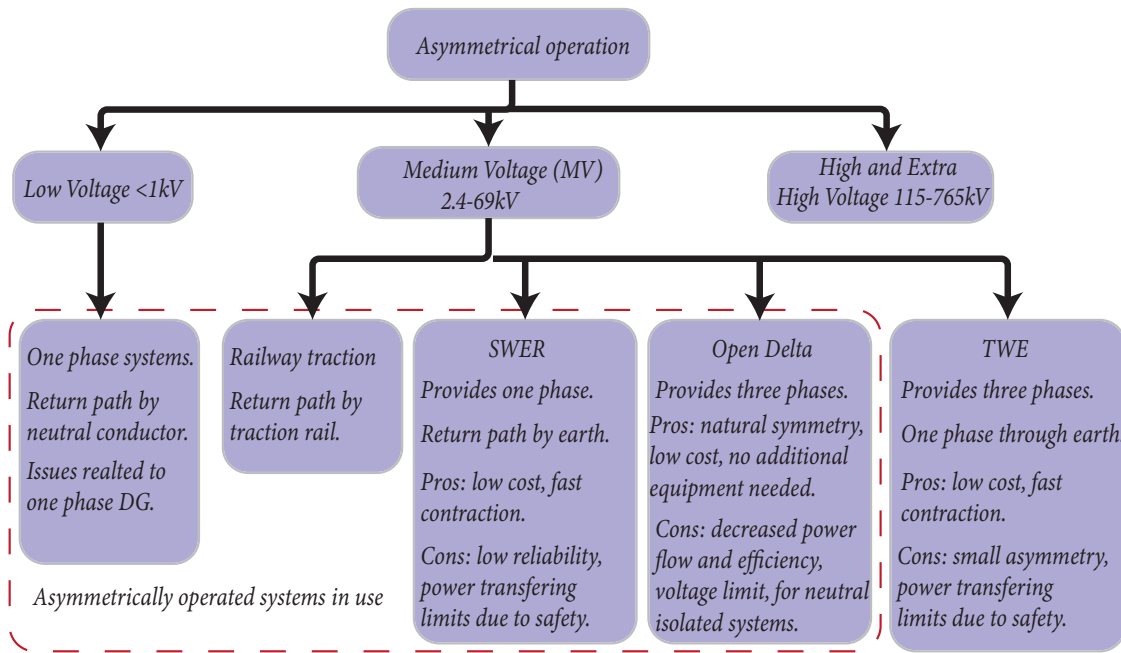 Asymmetrical operation
Low Voltage <1kV
Medium Voltage (MV)
2.4-69kV
High and Extra
High Voltage 115-765kV
One phase systems.
Return path by
neutral conductor.
Issues realted to
one phase DG.
Railway traction
Return path by
traction rail.
SWER
Provides one phase.
Return path by earth.
Pros: low cost, fast
contraction.
Cons: low reliability,
power transfering
limits due to safety.
Open Delta
Provides three phases.
Pros: natural symmetry,
low cost, no additional
equipment needed.
Cons: decreased power
flow and efficiency,
voltage limit, for neutral
isolated systems.
TWE
Provides three phases.
One phase through earth.
Pros: low cost, fast
contraction.
Cons: small asymmetry,
power transfering
limits due to safety.
Asymmetrically operated systems in use